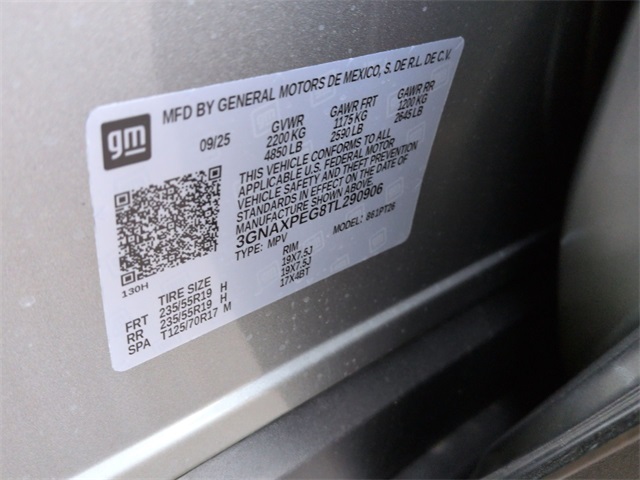 MFD BY GENERAL MOTORS DE MEXICO, S. DE R.L. DE C.V.
gm
09/25 GVWR GAWR FRT GAWR RR
2200 KG 1175 KG 1200 KG
4850 LB 2590 LB 2645 LB
THIS VEHICLE CONFORMS TO ALL
APPLICABLE U.S. FEDERAL MOTOR
VEHICLE SAFETY AND THEFT PREVENTION
STANDARDS IN EFFECT ON THE DATE OF
MANUFACTURE SHOWN ABOVE.
3GNAXPEG8TL290906
TYPE: MPV MODEL: 861PT26
130H
TIRE SIZE RIM
FRT 235/55R19 H 19X7.5J
RR 235/55R19 H 19X7.5J
SPA T125/70R17 M 17X4BT